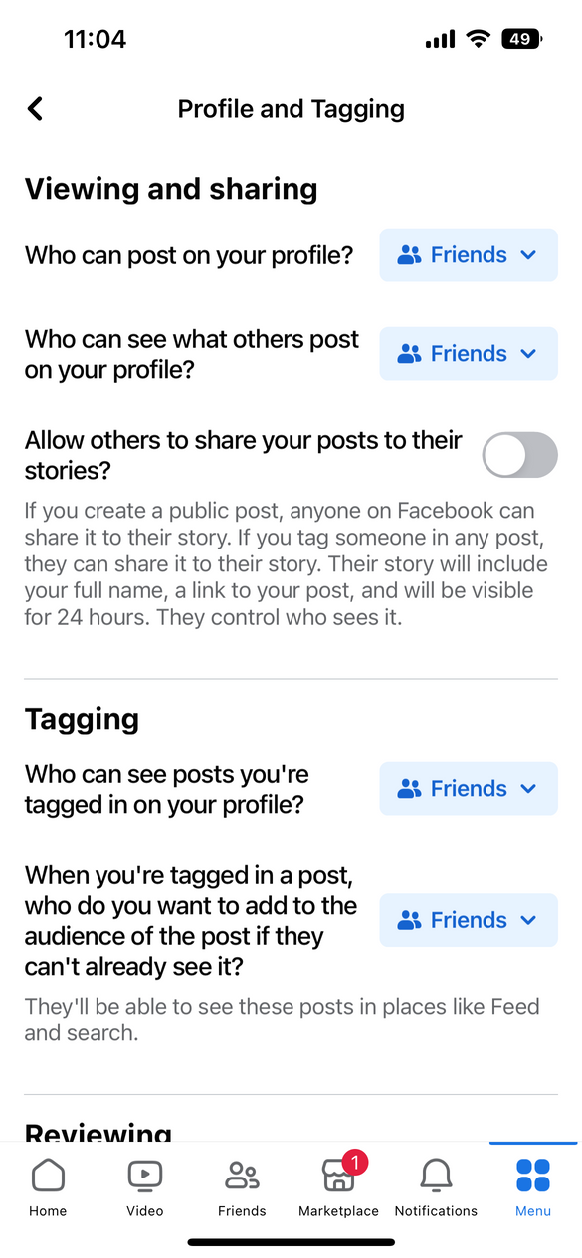 11:04
49
Profile and Tagging
Viewing and sharing
Who can post on your profile?
Friends
Who can see what others post
on your profile?
Friends
Allow others to share your posts to their
stories?
If you create a public post, anyone on Facebook can
share it to their story. If you tag someone in any post,
they can share it to their story. Their story will include
your full name, a link to your post, and will be visible
for 24 hours. They control who sees it.
Tagging
Who can see posts you're
tagged in on your profile?
Friends
When you're tagged in a post,
who do you want to add to the
audience of the post if they
can't already see it?
Friends
They'll be able to see these posts in places like Feed
and search.
Reviewing
1
Home
Video
Friends
Marketplace
Notifications
Menu